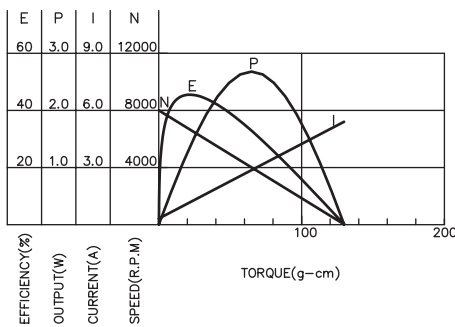 E P I N
60 3.0 9.0 12000
P
E
40 2.0 6.0 8000 N
I
20 1.0 3.0 4000
100 200
TORQUE(g-cm)
EFFICIENCY(%)
OUTPUT(W)
CURRENT(A)
SPEED(R.P.M)